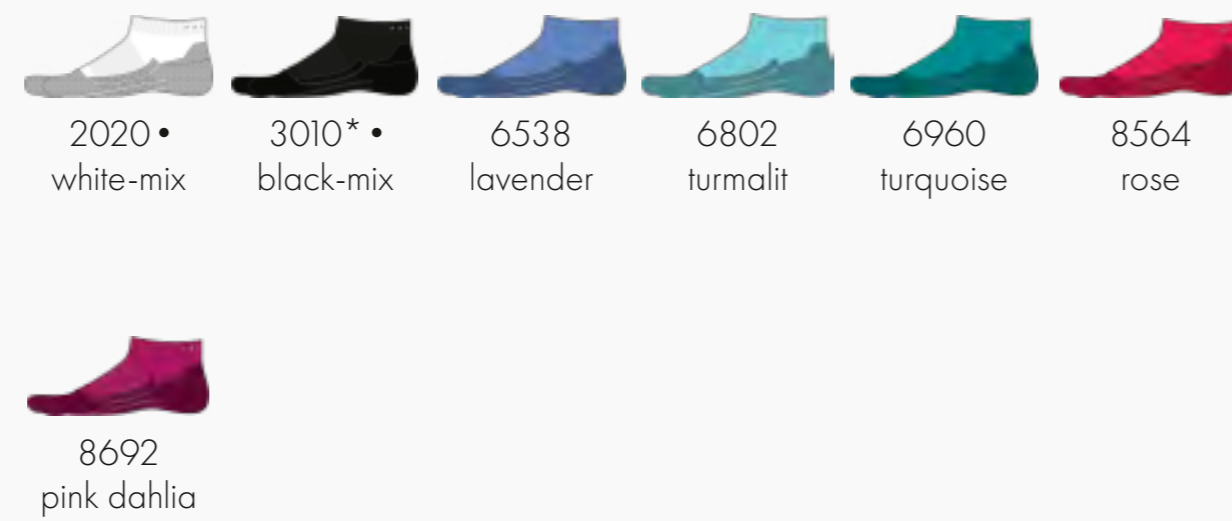 2020 •
white-mix
3010* •
black-mix
6538
lavender
6802
turmalit
6960
turquoise
8564
rose
8692
pink dahlia